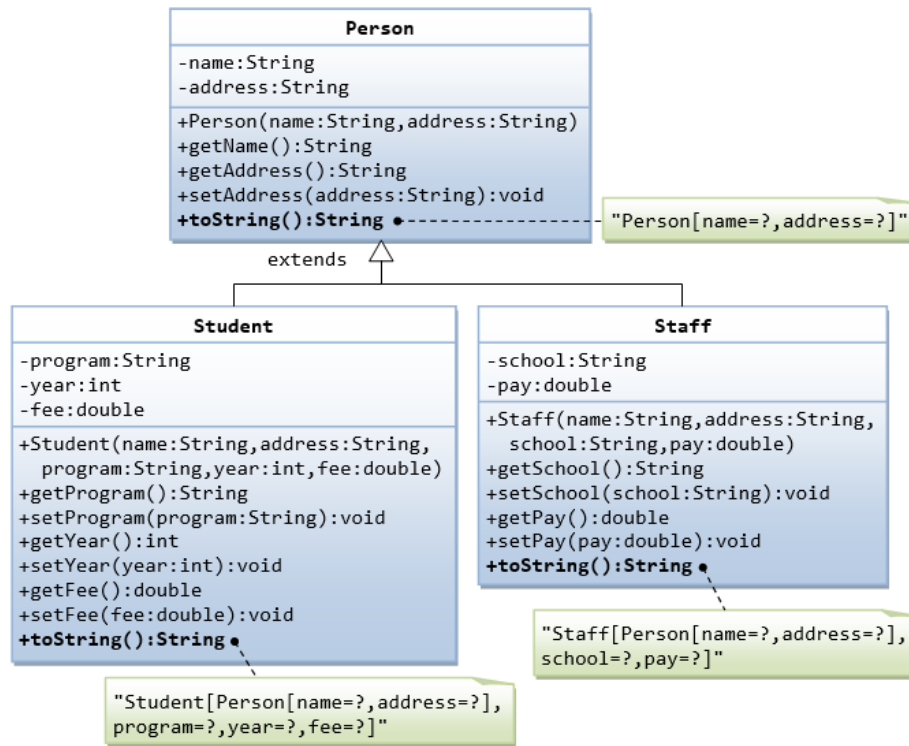 Person
-name:String
-address:String
+Person(name:String,address:String)
+getName():String
+getAddress():String
+setAddress(address:String):void
+toString():String
"Person[name=?,address=?]"
extends
Student
-program:String
-year:int
-fee:double
+Student(name:String,address:String,
program:String,year:int,fee:double)
+getProgram():String
+setProgram(program:String):void
+getYear():int
+setYear(year:int):void
+getFee():double
+setFee(fee:double):void
+toString():String
"Student[Person[name=?,address=?],
program=?,year=?,fee=?]"
Staff
-school:String
-pay:double
+Staff(name:String,address:String,
school:String,pay:double)
+getSchool():String
+setSchool(school:String):void
+getPay():double
+setPay(pay:double):void
+toString():String
"Staff[Person[name=?,address=?],
school=?,pay=?]"